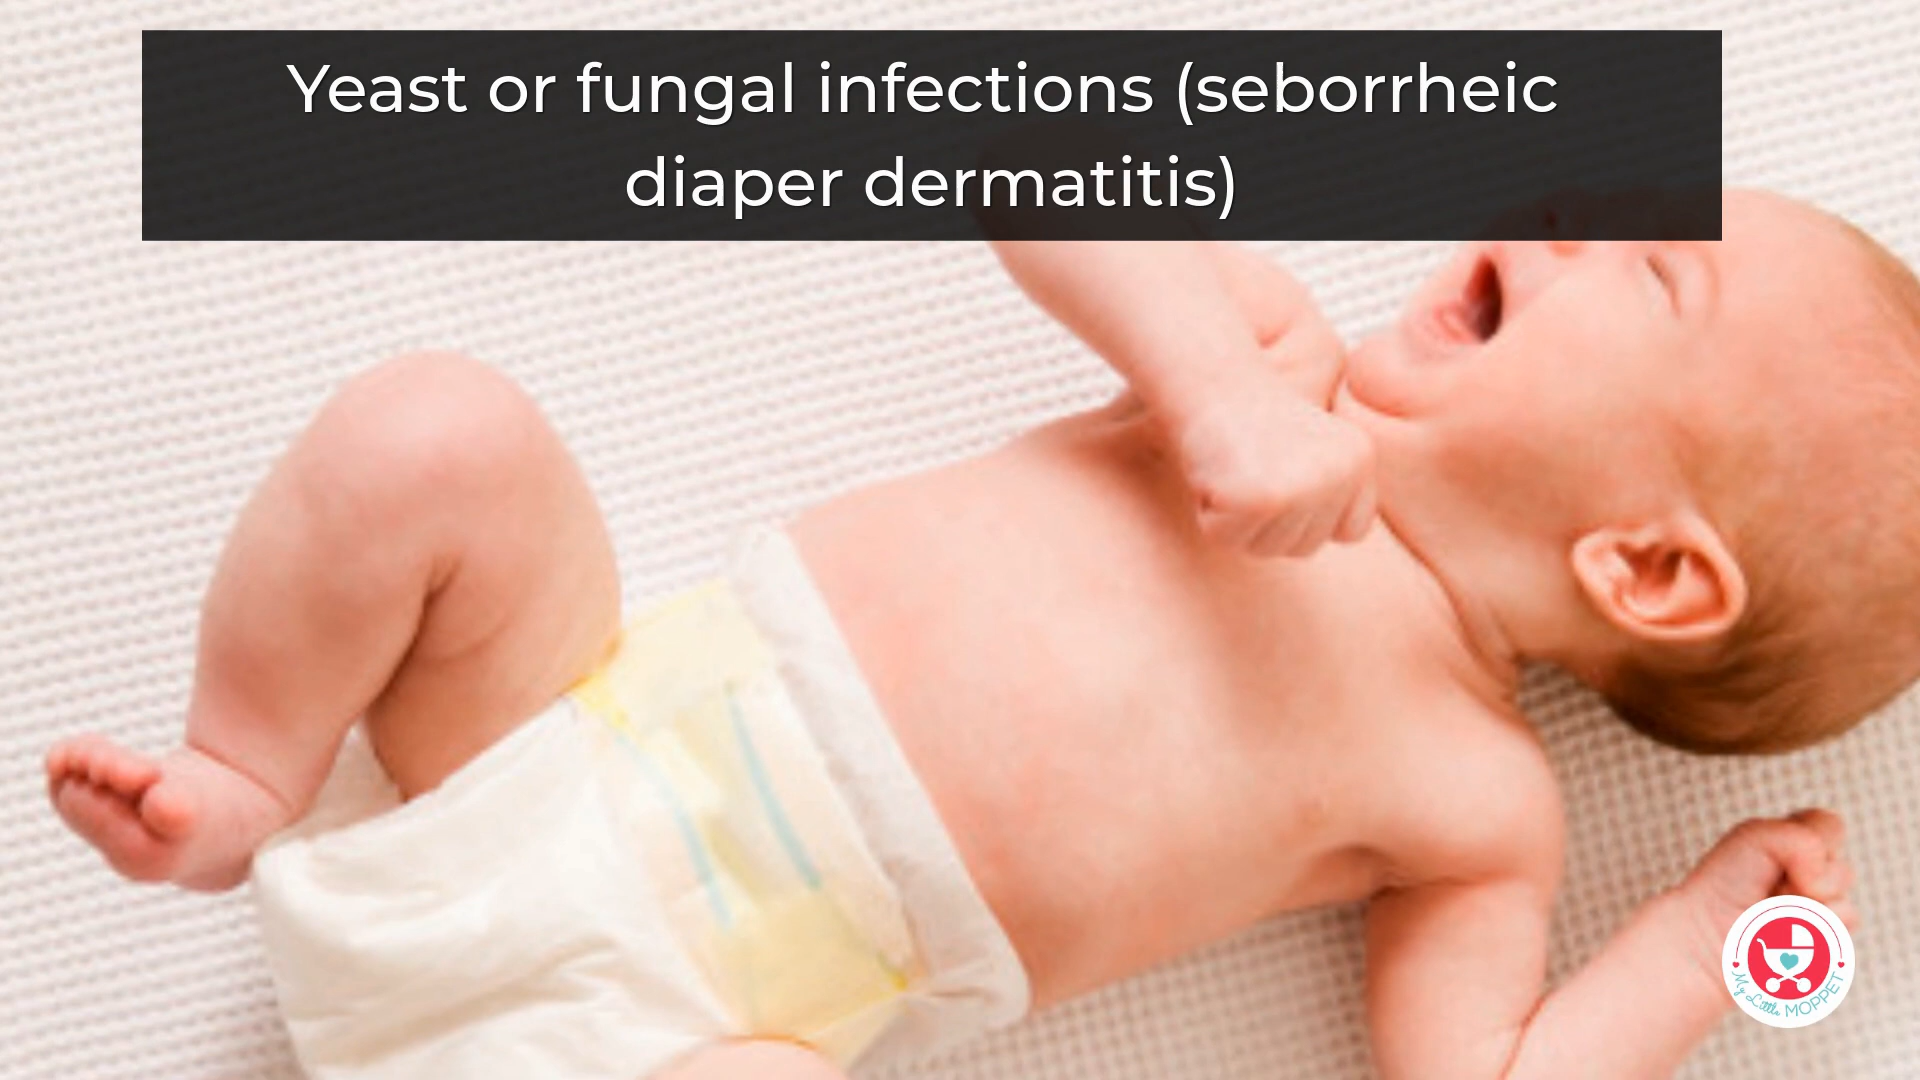 Yeast or fungal infections (seborrheic
diaper dermatitis)
My Little MOPPET